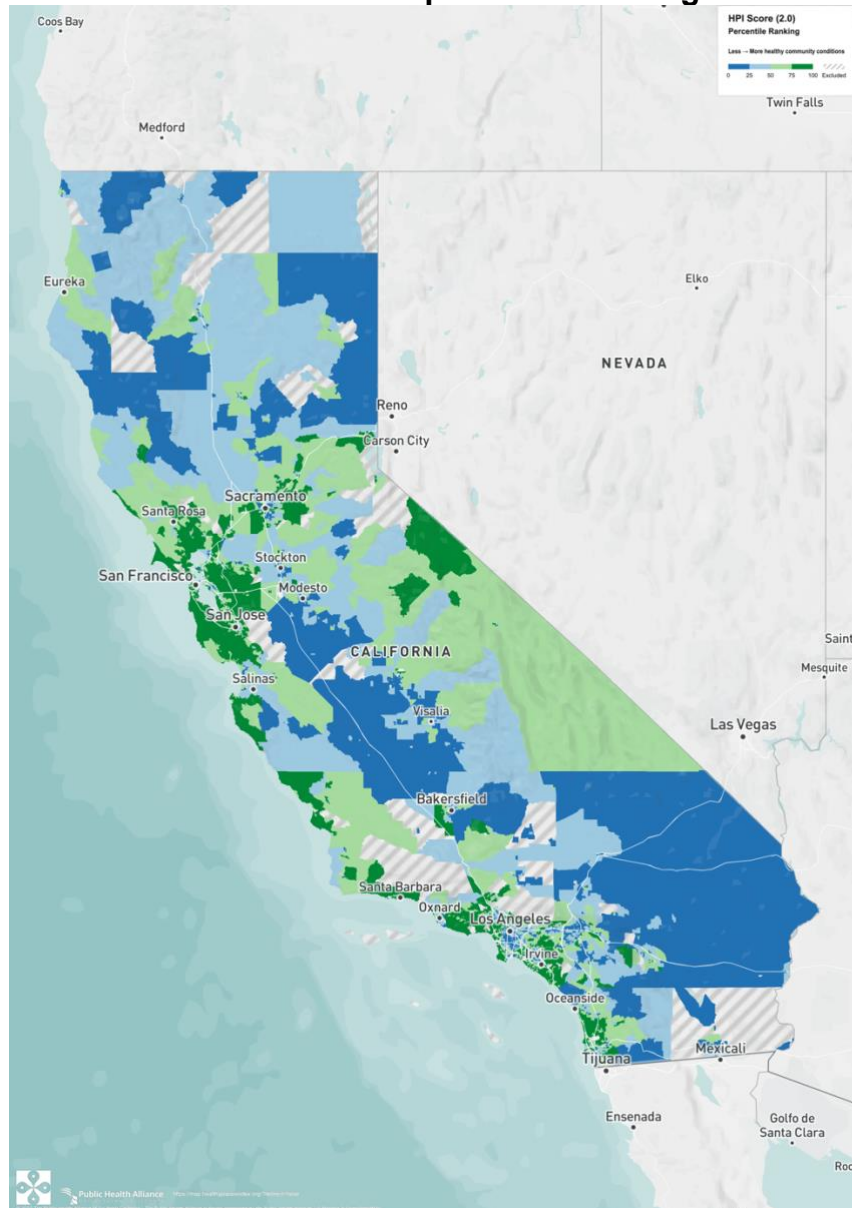 HPI Score (2.0)
Percentile Ranking
Less → More healthy community conditions
0 25 50 75 100 Excluded
Coos Bay
Twin Falls
Medford
Eureka
Elko
NEVADA
Reno
Carson City
Sacramento
Santa Rosa
Stockton
San Francisco
Modesto
San Jose
Saint
CALIFORNIA
Mesquite
Salinas
Visalia
Las Vegas
Bakersfield
Santa Barbara
Oxnard
Los Angeles
Irvine
Oceanside
Tijuana
Mexicali
Ensenada
Golfo de
Santa Clara
Roc
Public Health Alliance